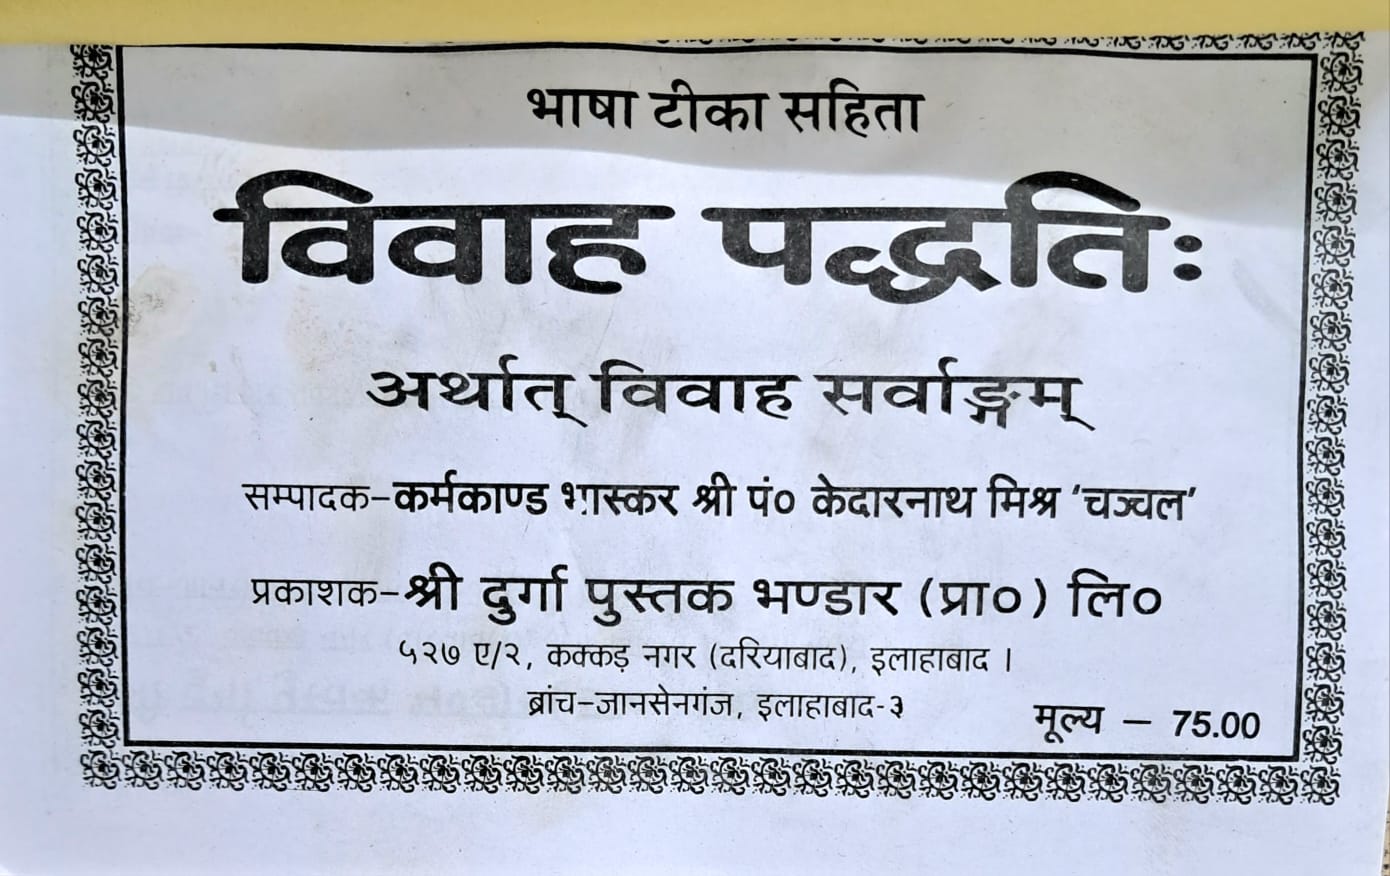 भाषा टीका सहिता
विवाह पद्धतिः
अर्थात् विवाह सर्वाङ्गम्
सम्पादक–कर्मकाण्ड भास्कर श्री पं० केदारनाथ मिश्र ‘चञ्चल’
प्रकाशक–श्री दुर्गा पुस्तक भण्डार (प्रा०) लि०
५२७ ए/२, कक्कड़ नगर (दरियाबाद), इलाहाबाद ।
ब्रांच–जानसेनगंज, इलाहाबाद-३
मूल्य — 75.00